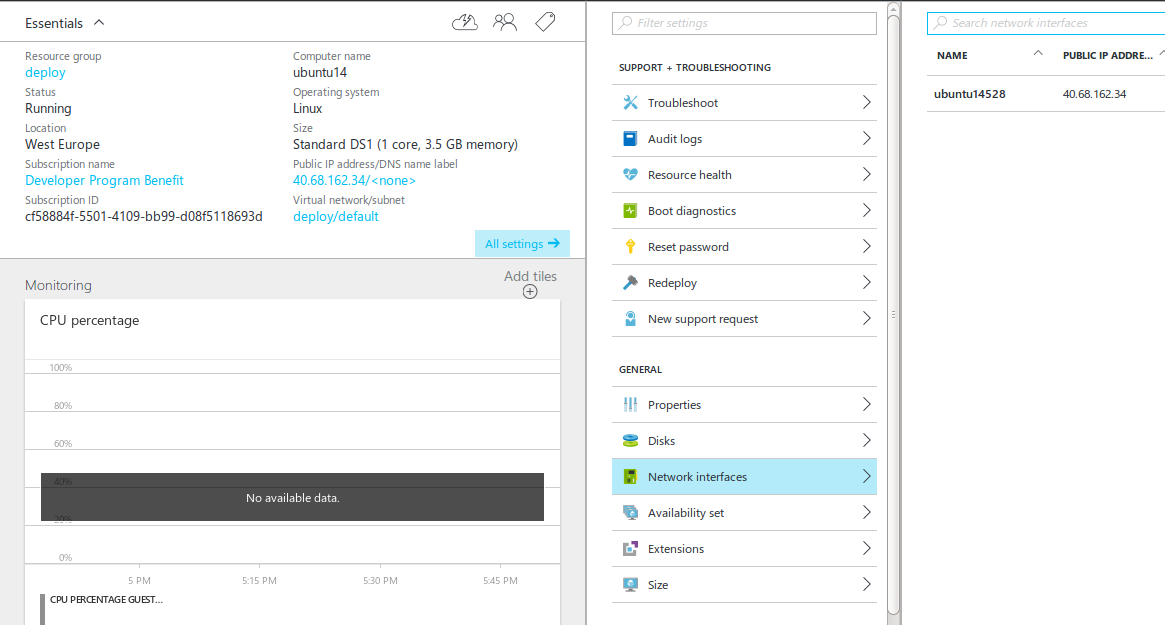 Essentials
Resource group
deploy
Status
Running
Location
West Europe
Subscription name
Developer Program Benefit
Subscription ID
cf58884f-5501-4109-bb99-d08f5118693d
Computer name
ubuntu14
Operating system
Linux
Size
Standard DS1 (1 core, 3.5 GB memory)
Public IP address/DNS name label
40.68.162.34/<none>
Virtual network/subnet
deploy/default
All settings
Monitoring
Add tiles
CPU percentage
100%
80%
60%
40%
No available data.
20%
0%
5 PM 5:15 PM 5:30 PM 5:45 PM
CPU PERCENTAGE GUEST...
Filter settings
SUPPORT + TROUBLESHOOTING
Troubleshoot
Audit logs
Resource health
Boot diagnostics
Reset password
Redeploy
New support request
GENERAL
Properties
Disks
Network interfaces
Availability set
Extensions
Size
Search network interfaces
NAME PUBLIC IP ADDRE...
ubuntu14528 40.68.162.34